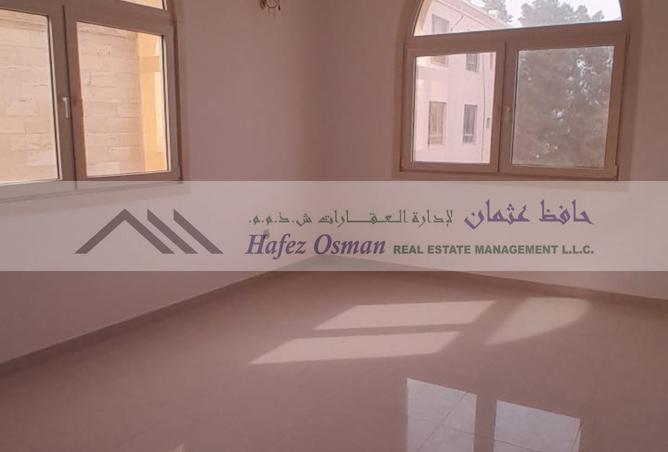 حافظ عثمان لإدارة العقارات ش.ذ.م.م.
Hafez Osman REAL ESTATE MANAGEMENT L.L.C.